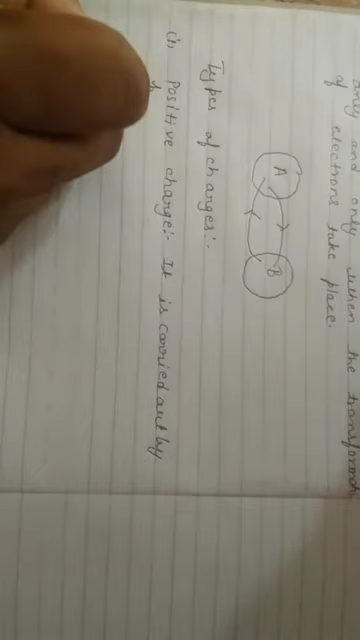 only and only when the transformation
of electrons take place.
A B
Types of charges:-
(i) Positive charge:- It is carried out by